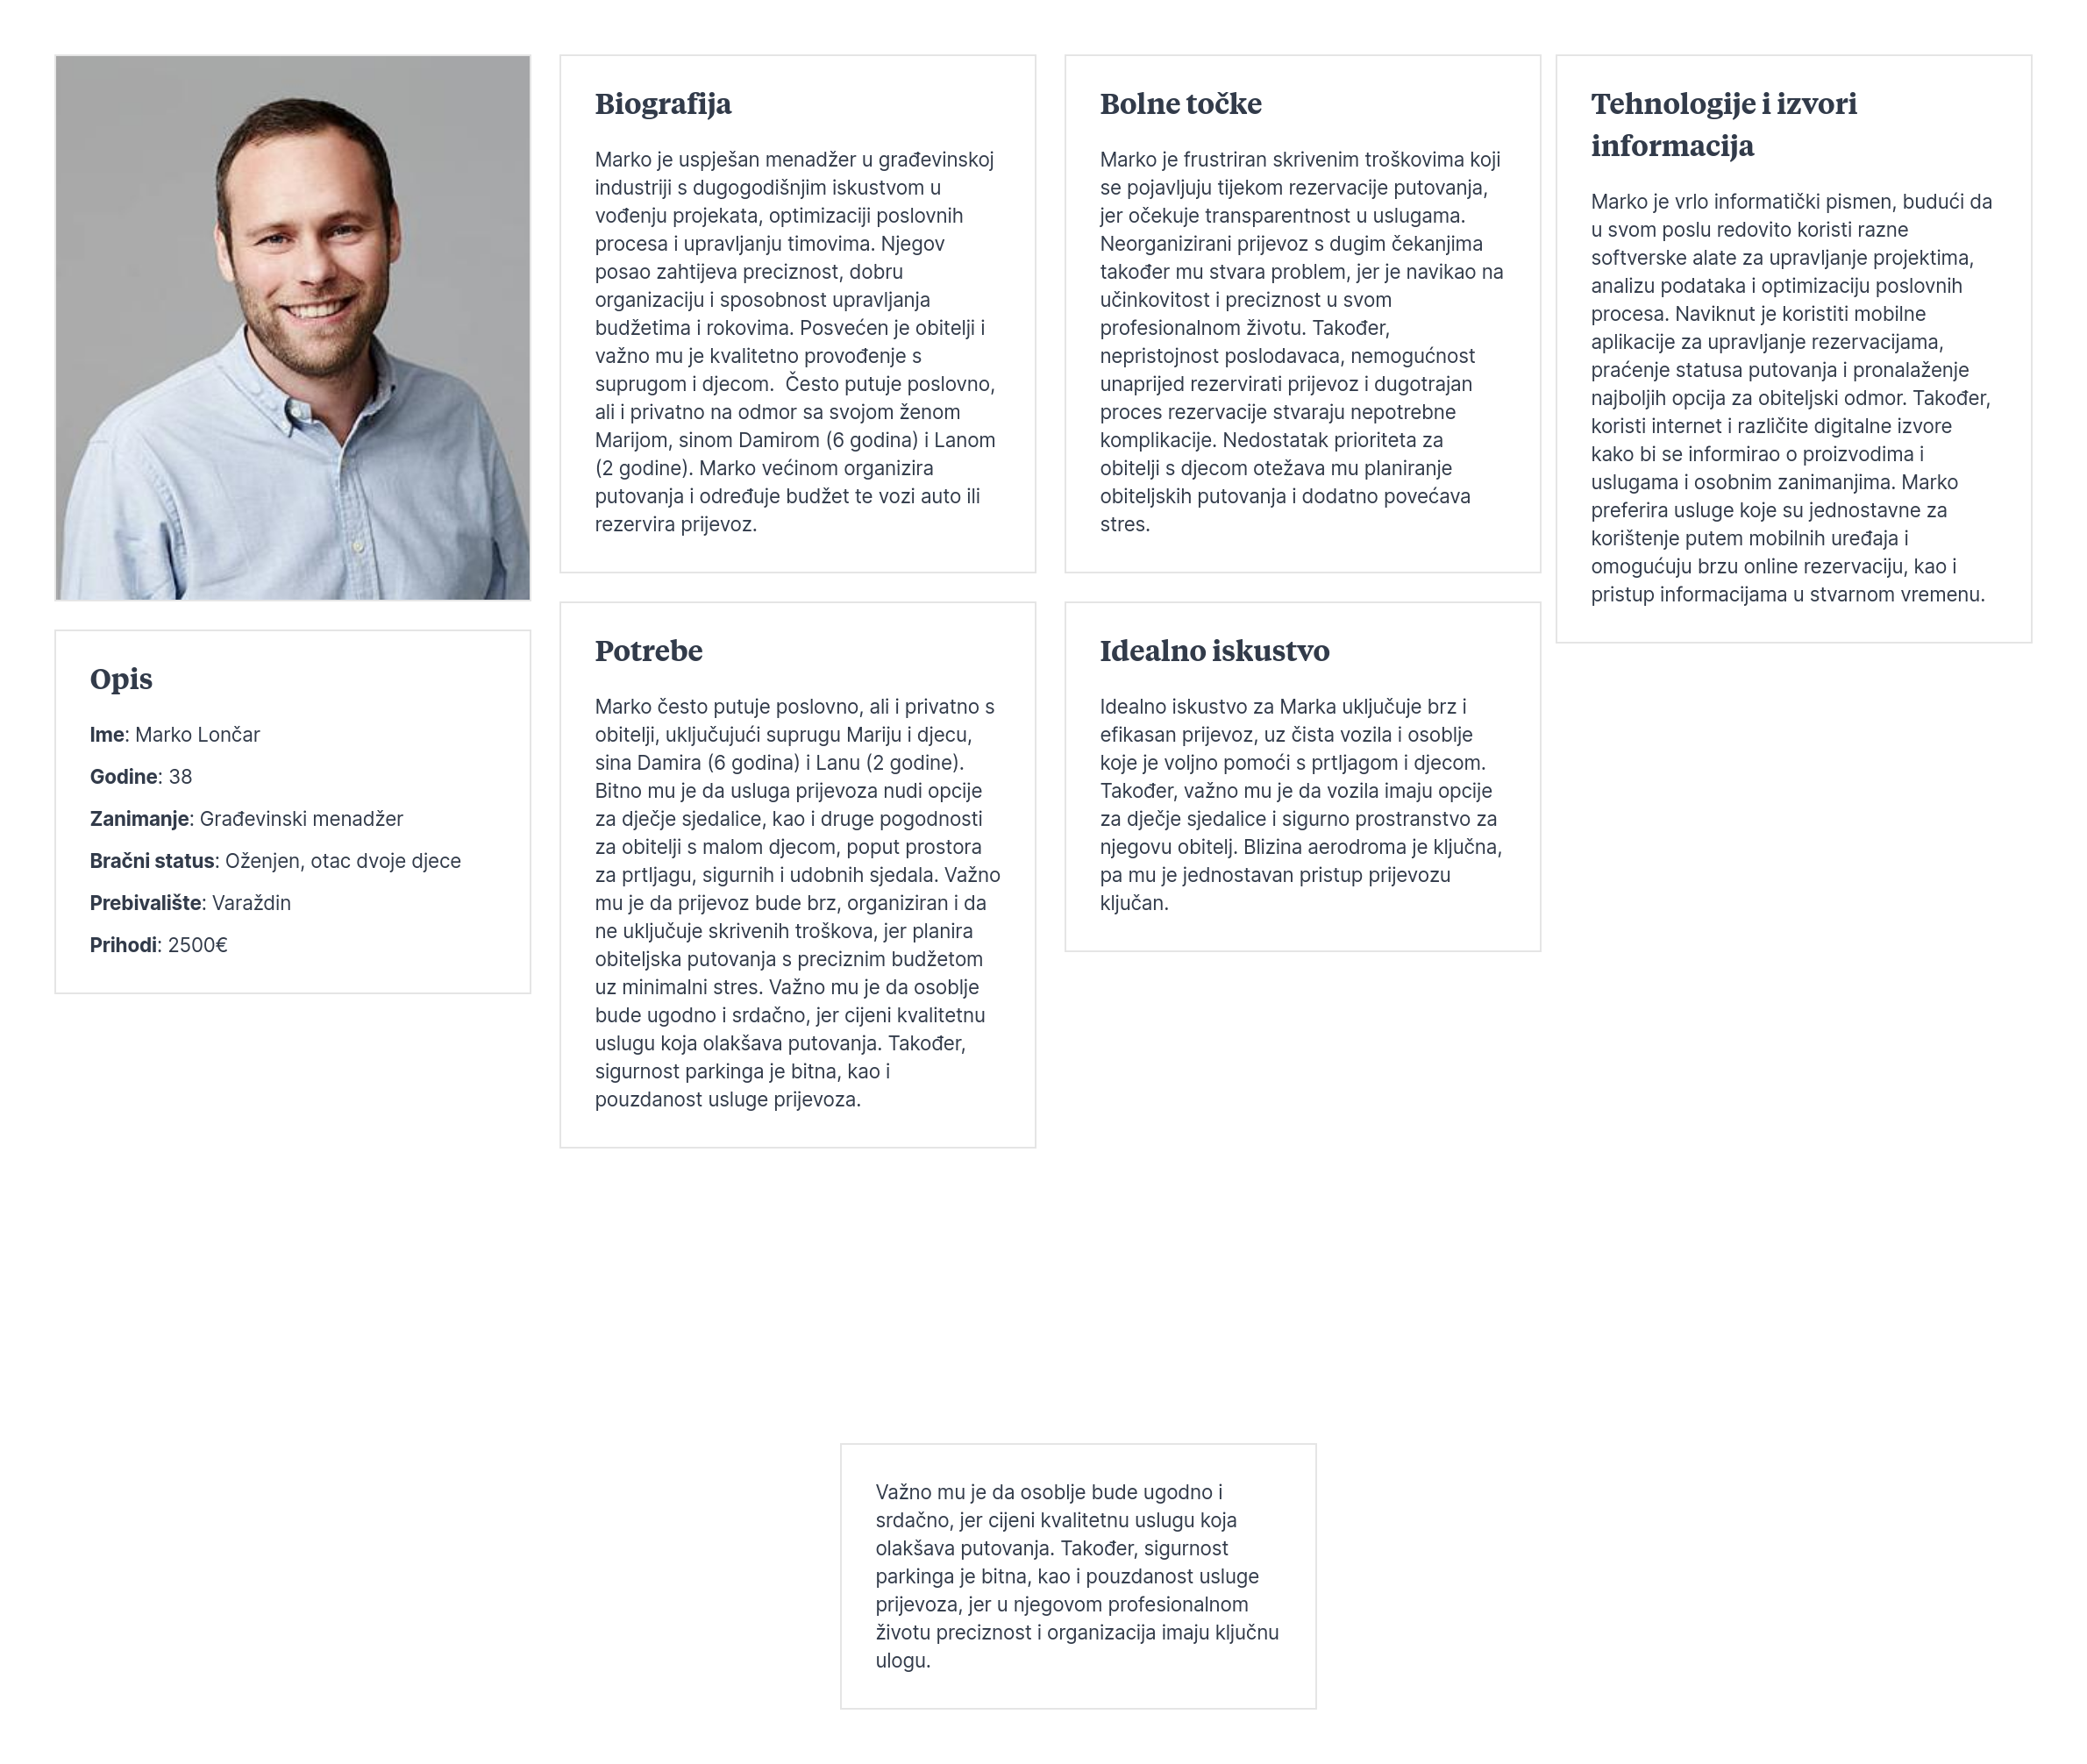 Opis
Ime: Marko Lončar
Godine: 38
Zanimanje: Građevinski menadžer
Bračni status: Oženjen, otac dvoje djece
Prebivalište: Varaždin
Prihodi: 2500€
Biografija
Marko je uspješan menadžer u građevinskoj
industriji s dugogodišnjim iskustvom u
vođenju projekata, optimizaciji poslovnih
procesa i upravljanju timovima. Njegov
posao zahtijeva preciznost, dobru
organizaciju i sposobnost upravljanja
budžetima i rokovima. Posvećen je obitelji i
važno mu je kvalitetno provođenje s
suprugom i djecom.  Često putuje poslovno,
ali i privatno na odmor sa svojom ženom
Marijom, sinom Damirom (6 godina) i Lanom
(2 godine). Marko većinom organizira
putovanja i određuje budžet te vozi auto ili
rezervira prijevoz.
Potrebe
Marko često putuje poslovno, ali i privatno s
obitelji, uključujući suprugu Mariju i djecu,
sina Damira (6 godina) i Lanu (2 godine).
Bitno mu je da usluga prijevoza nudi opcije
za dječje sjedalice, kao i druge pogodnosti
za obitelji s malom djecom, poput prostora
za prtljagu, sigurnih i udobnih sjedala. Važno
mu je da prijevoz bude brz, organiziran i da
ne uključuje skrivenih troškova, jer planira
obiteljska putovanja s preciznim budžetom
uz minimalni stres. Važno mu je da osoblje
bude ugodno i srdačno, jer cijeni kvalitetnu
uslugu koja olakšava putovanja. Također,
sigurnost parkinga je bitna, kao i
pouzdanost usluge prijevoza.
Bolne točke
Marko je frustriran skrivenim troškovima koji
se pojavljuju tijekom rezervacije putovanja,
jer očekuje transparentnost u uslugama.
Neorganizirani prijevoz s dugim čekanjima
također mu stvara problem, jer je navikao na
učinkovitost i preciznost u svom
profesionalnom životu. Također,
nepristojnost poslodavaca, nemogućnost
unaprijed rezervirati prijevoz i dugotrajan
proces rezervacije stvaraju nepotrebne
komplikacije. Nedostatak prioriteta za
obitelji s djecom otežava mu planiranje
obiteljskih putovanja i dodatno povećava
stres.
Idealno iskustvo
Idealno iskustvo za Marka uključuje brz i
efikasan prijevoz, uz čista vozila i osoblje
koje je voljno pomoći s prtljagom i djecom.
Također, važno mu je da vozila imaju opcije
za dječje sjedalice i sigurno prostranstvo za
njegovu obitelj. Blizina aerodroma je ključna,
pa mu je jednostavan pristup prijevozu
ključan.
Tehnologije i izvori
informacija
Marko je vrlo informatički pismen, budući da
u svom poslu redovito koristi razne
softverske alate za upravljanje projektima,
analizu podataka i optimizaciju poslovnih
procesa. Naviknut je koristiti mobilne
aplikacije za upravljanje rezervacijama,
praćenje statusa putovanja i pronalaženje
najboljih opcija za obiteljski odmor. Također,
koristi internet i različite digitalne izvore
kako bi se informirao o proizvodima i
uslugama i osobnim zanimanjima. Marko
preferira usluge koje su jednostavne za
korištenje putem mobilnih uređaja i
omogućuju brzu online rezervaciju, kao i
pristup informacijama u stvarnom vremenu.
Važno mu je da osoblje bude ugodno i
srdačno, jer cijeni kvalitetnu uslugu koja
olakšava putovanja. Također, sigurnost
parkinga je bitna, kao i pouzdanost usluge
prijevoza, jer u njegovom profesionalnom
životu preciznost i organizacija imaju ključnu
ulogu.